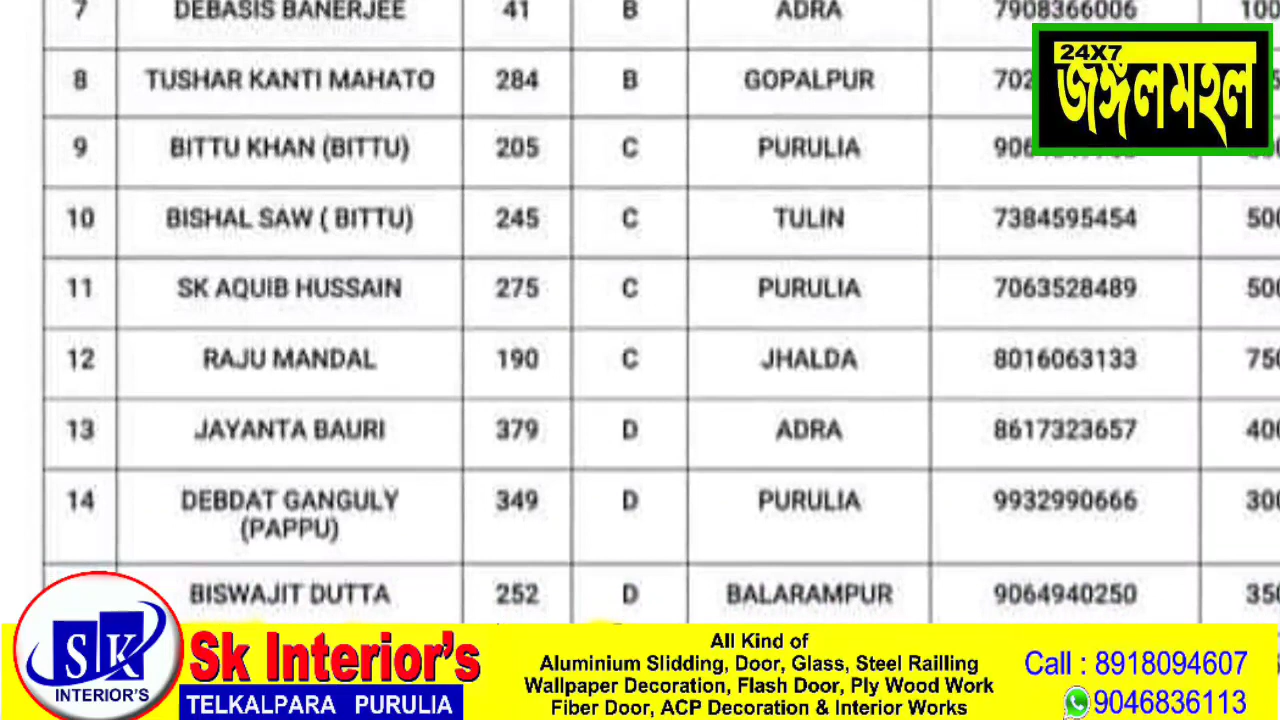 7 DEBASIS BANERJEE 41 B ADRA 7908366006 100
8 TUSHAR KANTI MAHATO 284 B GOPALPUR 702
24X7
জঙ্গলমহল
9 BITTU KHAN (BITTU) 205 C PURULIA
10 BISHAL SAW ( BITTU) 245 C TULIN 7384595454 500
11 SK AQUIB HUSSAIN 275 C PURULIA 7063528489 500
12 RAJU MANDAL 190 C JHALDA 8016063133 750
13 JAYANTA BAURI 379 D ADRA 8617323657 400
14 DEBDAT GANGULY 349 D PURULIA 9932990666 300
(PAPPU)
BISWAJIT DUTTA 252 D BALARAMPUR 9064940250 350
SK
INTERIOR'S
Sk Interior's
TELKALPARA PURULIA
All Kind of
Aluminium Slidding, Door, Glass, Steel Railling
Wallpaper Decoration, Flash Door, Ply Wood Work
Fiber Door, ACP Decoration & Interior Works
Call : 8918094607
9046836113